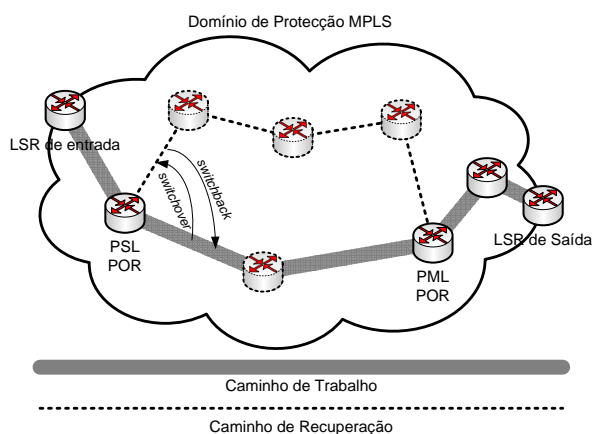 Domínio de Protecção MPLS
LSR de entrada
switchback
switchover
PSL
POR
PML
POR
LSR de Saída
Caminho de Trabalho
Caminho de Recuperação